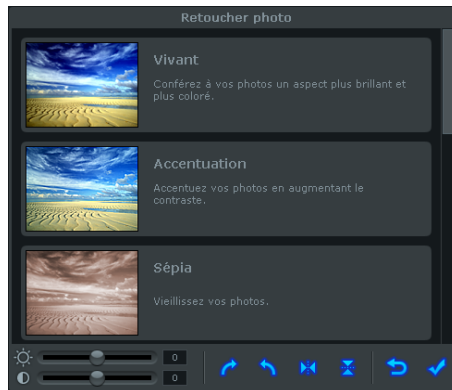 Retoucher photo
Vivant
Conférez à vos photos un aspect plus brillant et
plus coloré.
Accentuation
Accentuez vos photos en augmentant le
contraste.
Sépia
Vieillissez vos photos.
0
0